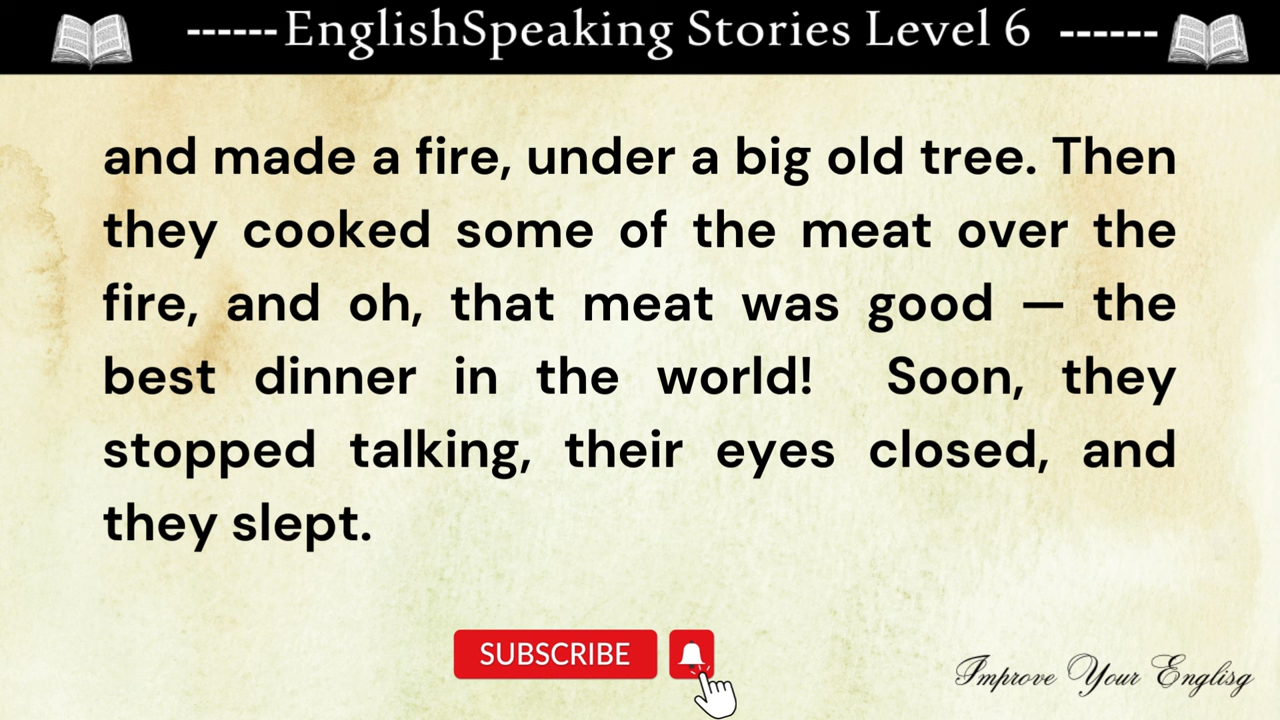 ------EnglishSpeaking Stories Level 6 ------
and made a fire, under a big old tree. Then
they cooked some of the meat over the
fire, and oh, that meat was good — the
best dinner in the world! Soon, they
stopped talking, their eyes closed, and
they slept.
SUBSCRIBE
Improve Your Englisg